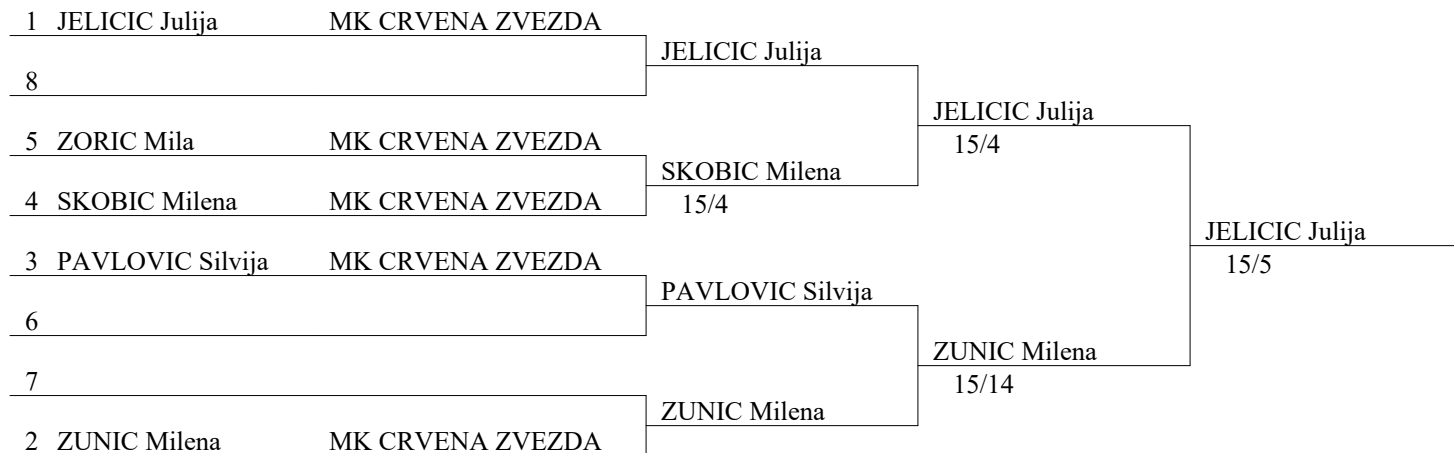 1 JELICIC Julija MK CRVENA ZVEZDA
JELICIC Julija
8
JELICIC Julija
5 ZORIC Mila MK CRVENA ZVEZDA
15/4
SKOBIC Milena
4 SKOBIC Milena MK CRVENA ZVEZDA
15/4
JELICIC Julija
3 PAVLOVIC Silvija MK CRVENA ZVEZDA
15/5
PAVLOVIC Silvija
6
ZUNIC Milena
7
15/14
ZUNIC Milena
2 ZUNIC Milena MK CRVENA ZVEZDA